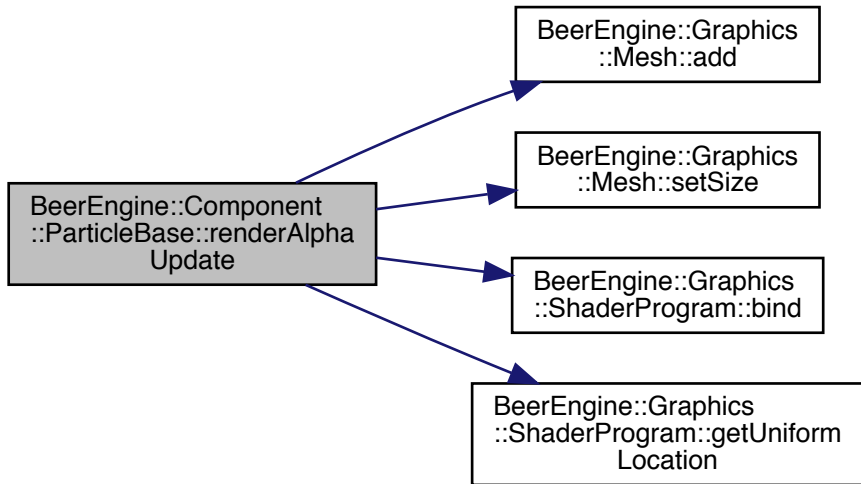 BeerEngine::Component
::ParticleBase::renderAlpha
Update
BeerEngine::Graphics
::Mesh::add
BeerEngine::Graphics
::Mesh::setSize
BeerEngine::Graphics
::ShaderProgram::bind
BeerEngine::Graphics
::ShaderProgram::getUniform
Location